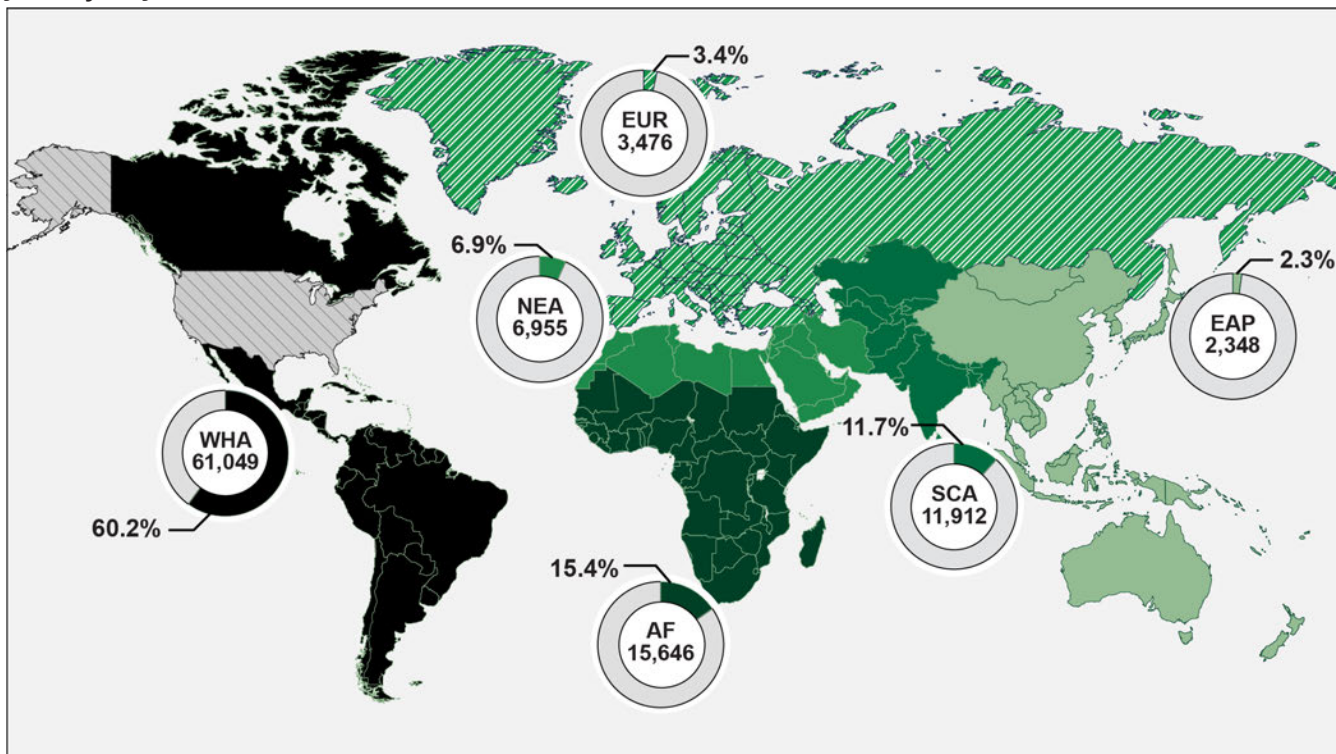 3.4%
EUR
3,476
6.9%
NEA
6,955
2.3%
EAP
2,348
WHA
61,049
60.2%
11.7%
SCA
11,912
15.4%
AF
15,646